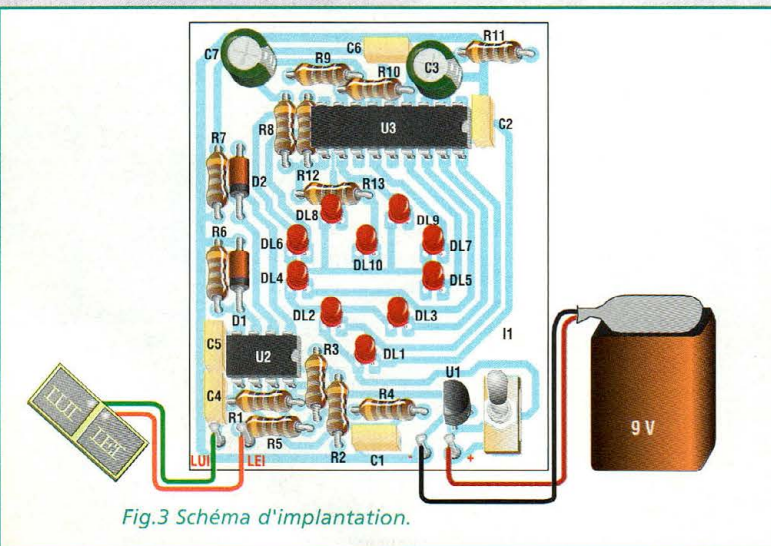 R11
C6
C7
R9
C3
R10
C2
R8
U3
R7
D2
R12
R13
DL8
DL9
R6
DL6
DL7
DL10
DL4
DL5
DL2
DL3
D1
I1
C5
R3
DL1
U2
U1
C4
R4
9 V
LUI
LEI
R1
R5
R2
C1
LUI
LEI
-
+
Fig.3 Schéma d'implantation.